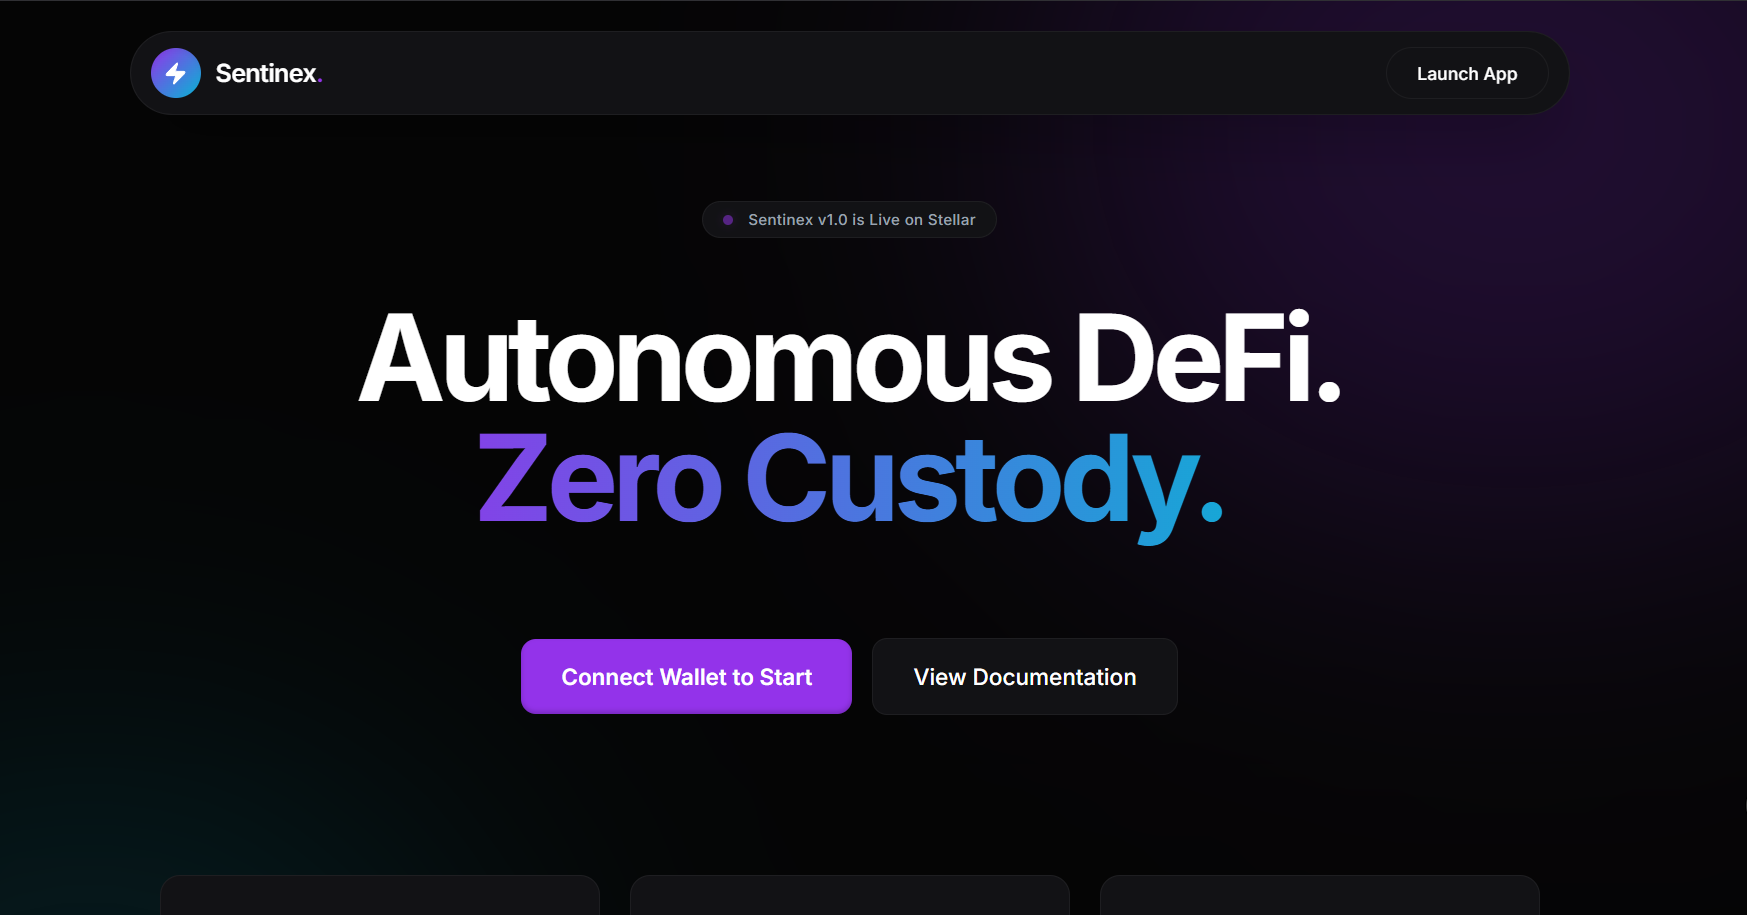 Sentinex.
Launch App
Sentinex v1.0 is Live on Stellar
Autonomous DeFi.
Zero Custody.
Connect Wallet to Start
View Documentation